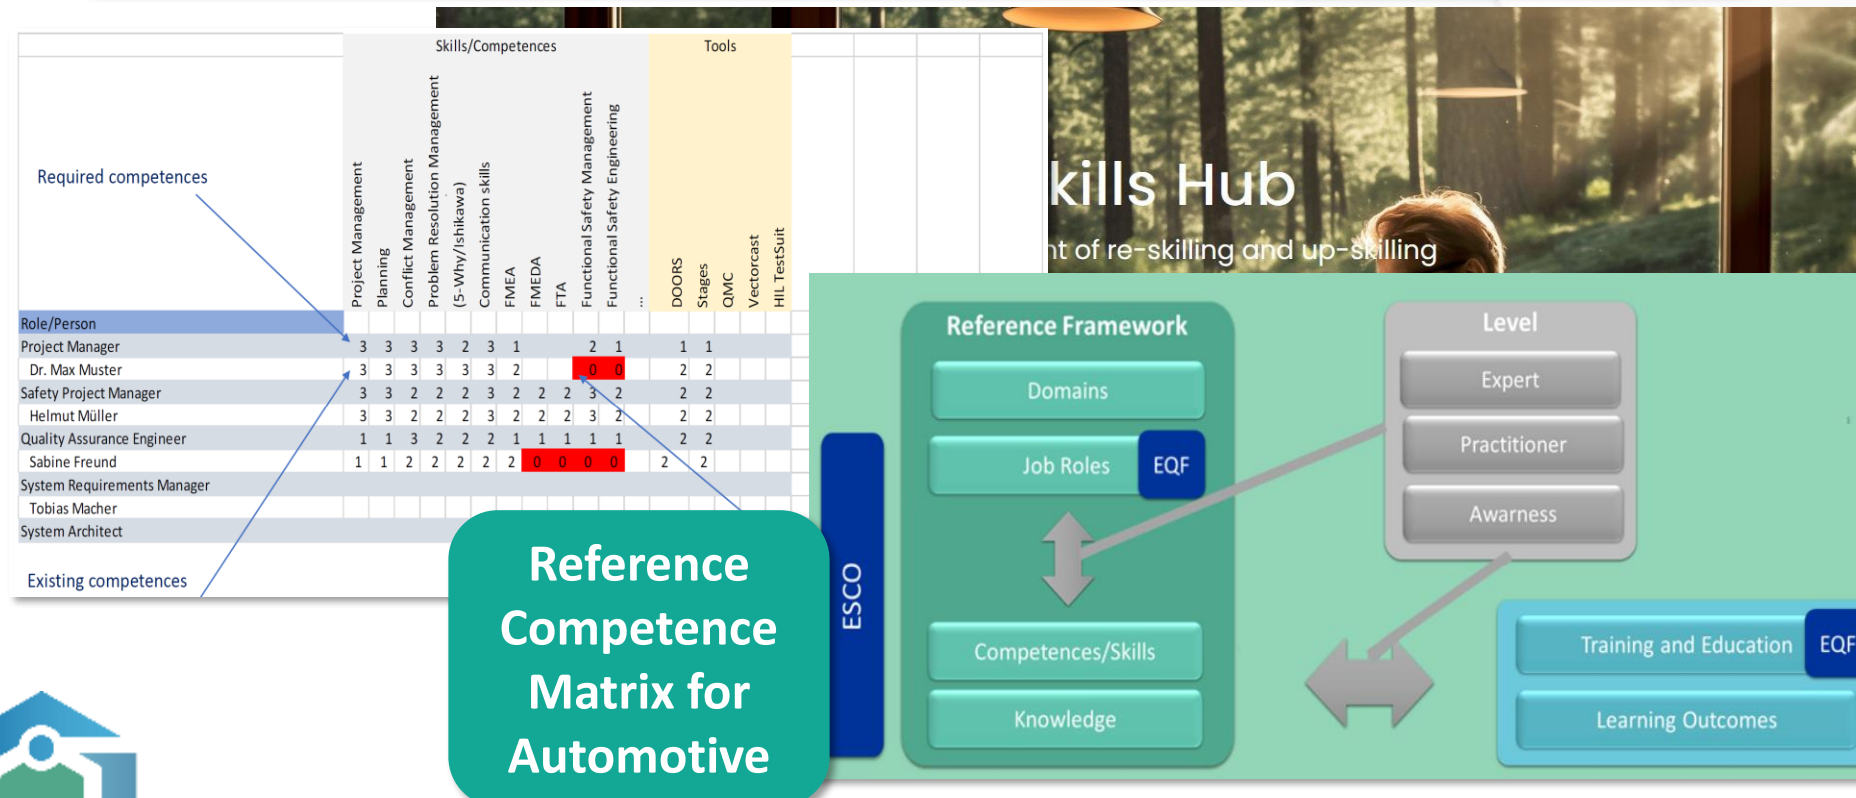 Skills/Competences
Tools
Required competences
Project Management
Planning
Conflict Management
Problem Resolution Management
(5-Why/Ishikawa)
Communication skills
FMEA
FMEDA
FTA
Functional Safety Management
Functional Safety Engineering
...
DOORS
Stages
QMC
Vectorcast
HIL TestSuit
Role/Person
Project Manager 3 3 3 3 2 3 1 2 1 1 1
Dr. Max Muster 3 3 3 3 3 3 2 0 0 2 2
Safety Project Manager 3 3 2 2 2 3 2 2 2 3 2 2 2
Helmut Müller 3 3 2 2 2 3 2 2 2 3 2 2 2
Quality Assurance Engineer 1 1 3 2 2 2 1 1 1 1 1 2 2
Sabine Freund 1 1 2 2 2 2 2 0 0 0 0 2 2
System Requirements Manager
Tobias Macher
System Architect
Existing competences
kills Hub
nt of re-skilling and up-skilling
Reference
Competence
Matrix for
Automotive
ESCO
Reference Framework
Domains
Job Roles EQF
Competences/Skills
Knowledge
Level
Expert
Practitioner
Awarness
Training and Education EQF
Learning Outcomes